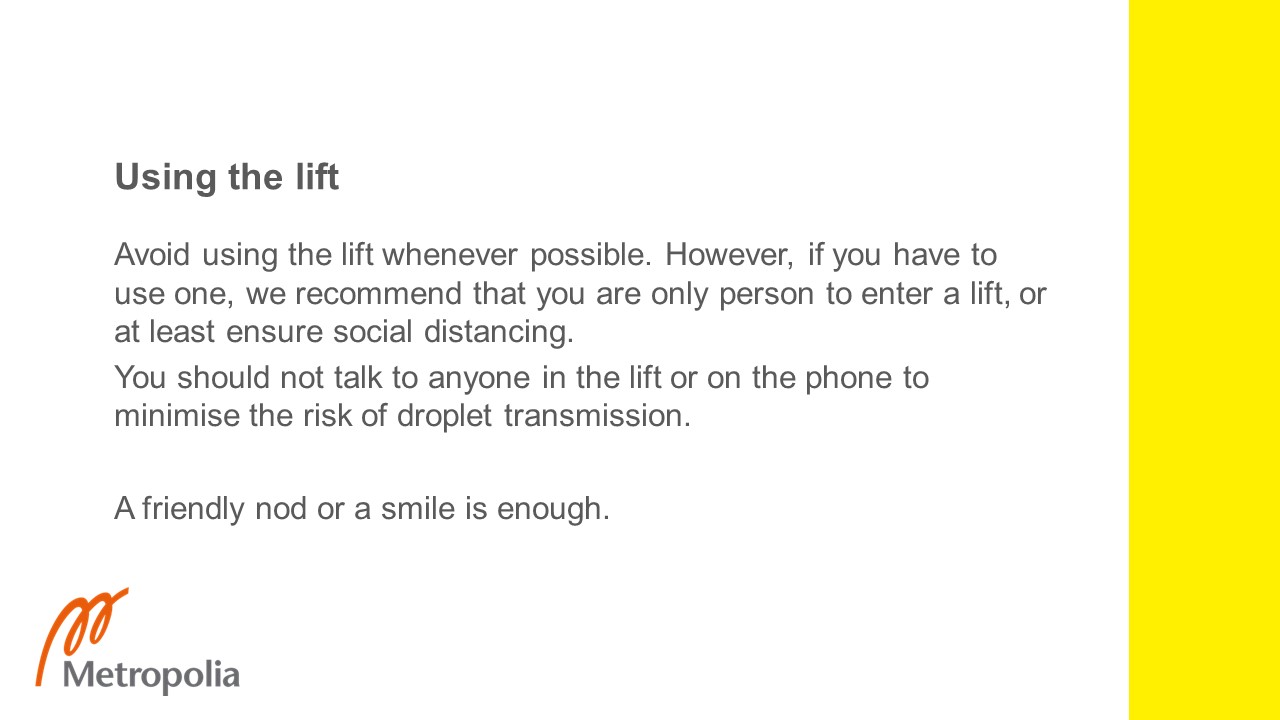 Using the lift
Avoid using the lift whenever possible. However, if you have to
use one, we recommend that you are only person to enter a lift, or
at least ensure social distancing.
You should not talk to anyone in the lift or on the phone to
minimise the risk of droplet transmission.
A friendly nod or a smile is enough.
Metropolia